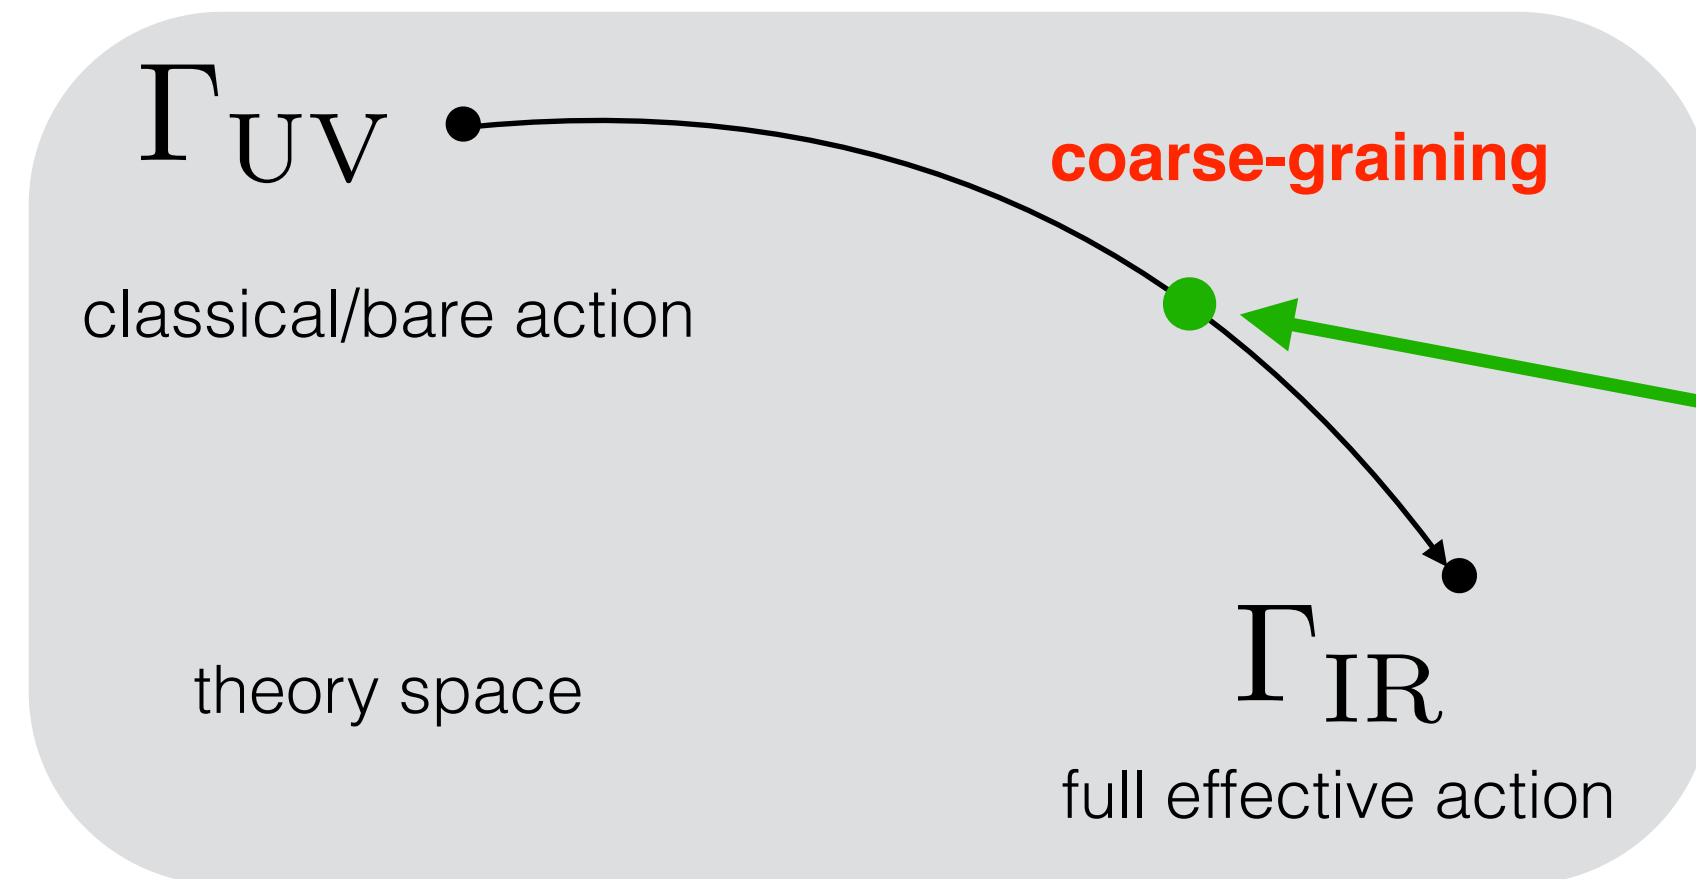 Γ_UV
coarse-graining
classical/bare action
theory space
Γ_IR
full effective action